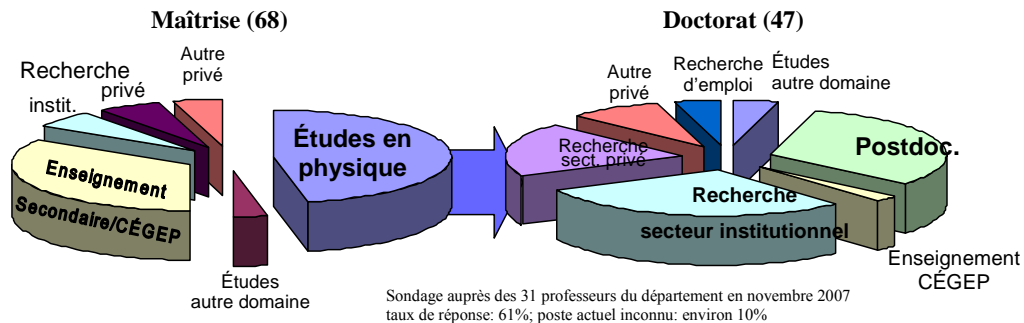 Maîtrise (68)
Doctorat (47)
Autre
privé
Recherche
privé
instit.
Enseignement
Secondaire/CÉGEP
Études
autre domaine
Études en
physique
Recherche
sect. privé
Autre
privé
Recherche
d'emploi
Études
autre domaine
Postdoc.
Recherche
secteur institutionnel
Enseignement
CÉGEP
Sondage auprès des 31 professeurs du département en novembre 2007
taux de réponse: 61%; poste actuel inconnu: environ 10%